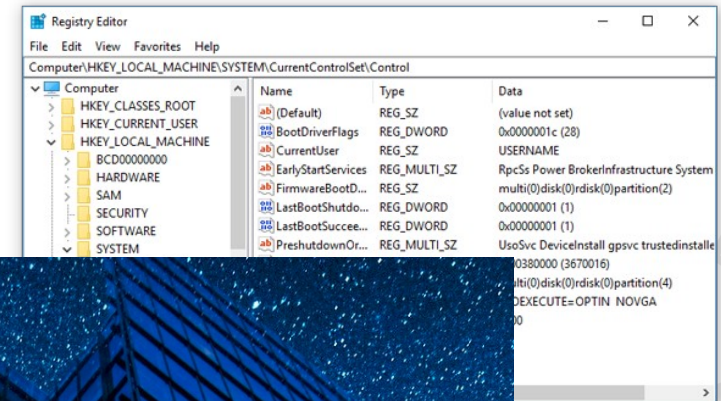 Registry Editor
File Edit View Favorites Help
Computer\HKEY_LOCAL_MACHINE\SYSTEM\CurrentControlSet\Control
Computer
HKEY_CLASSES_ROOT
HKEY_CURRENT_USER
HKEY_LOCAL_MACHINE
BCD00000000
HARDWARE
SAM
SECURITY
SOFTWARE
SYSTEM
Name Type Data
(Default) REG_SZ (value not set)
BootDriverFlags REG_DWORD 0x0000001c (28)
CurrentUser REG_SZ USERNAME
EarlyStartServices REG_MULTI_SZ RpcSs Power BrokerInfrastructure System
FirmwareBootD... REG_SZ multi(0)disk(0)rdisk(0)partition(2)
LastBootShutdo... REG_DWORD 0x00000001 (1)
LastBootSuccee... REG_DWORD 0x00000001 (1)
PreshutdownOr... REG_MULTI_SZ UsoSvc DeviceInstall gpsvc trustedinstalle
0380000 (3670016)
ulti(0)disk(0)rdisk(0)partition(4)
OEXECUTE=OPTIN NOVGA
00